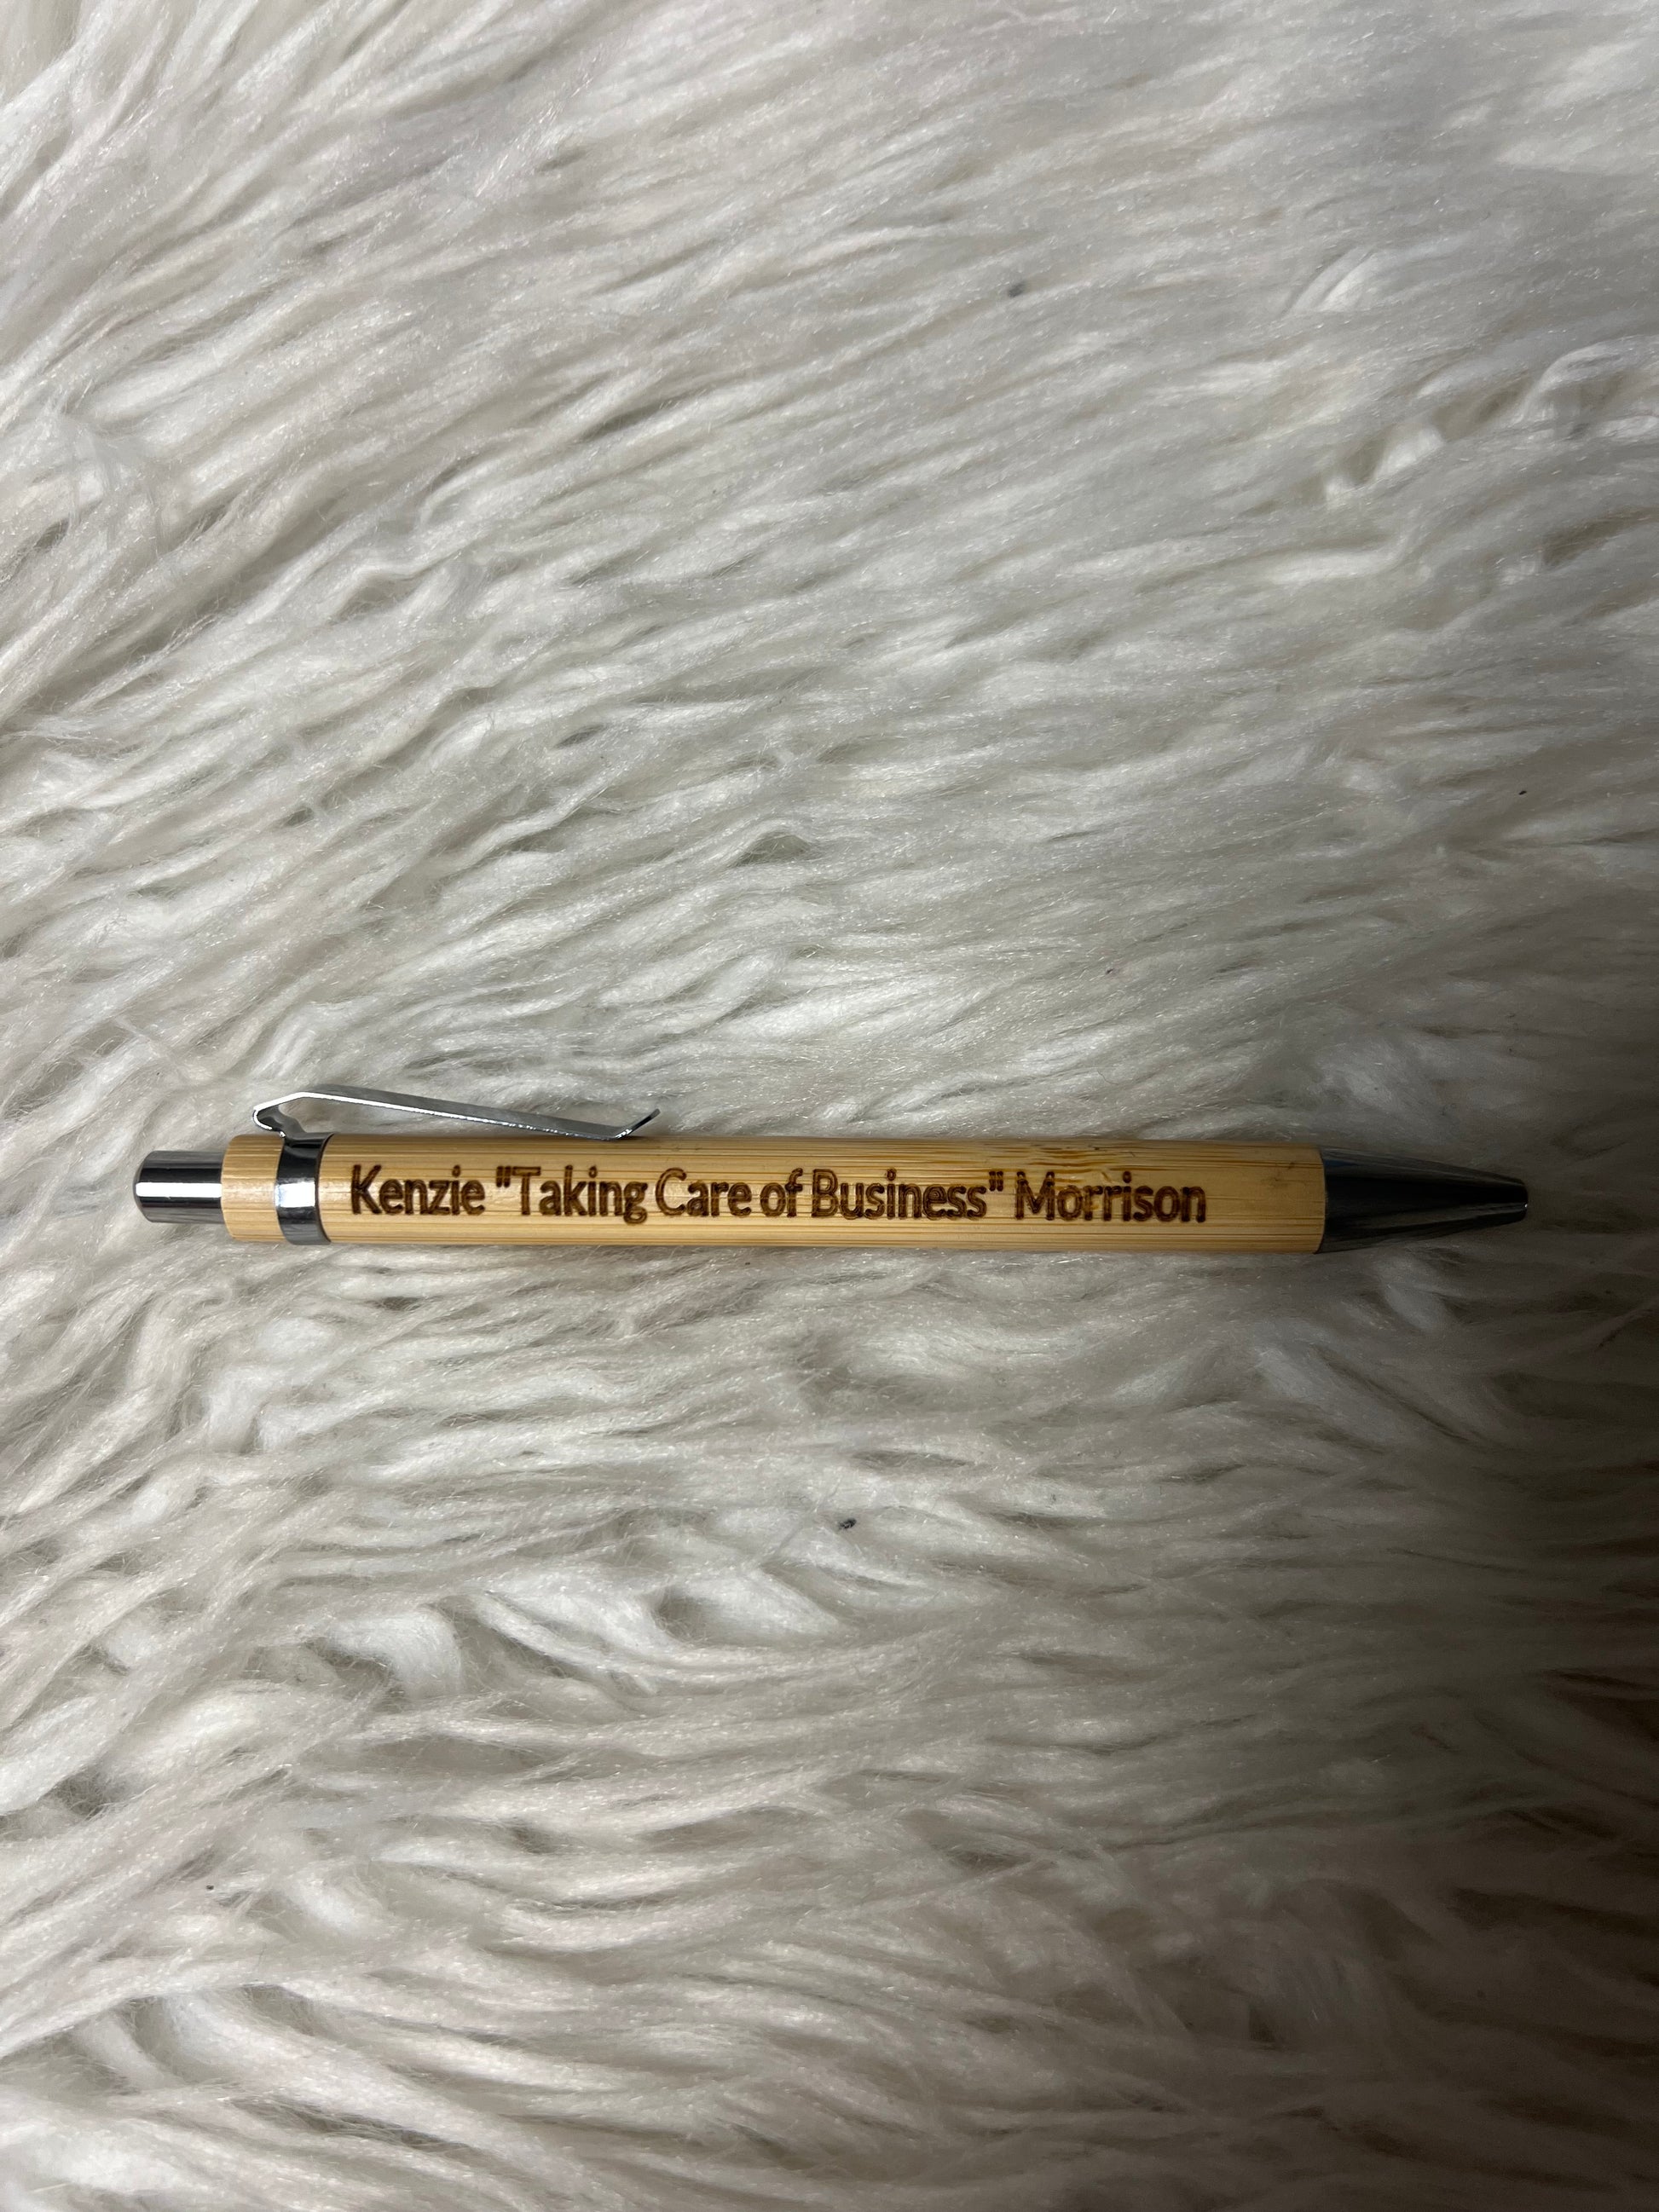 Kenzie "Taking Care of Business" Morrison